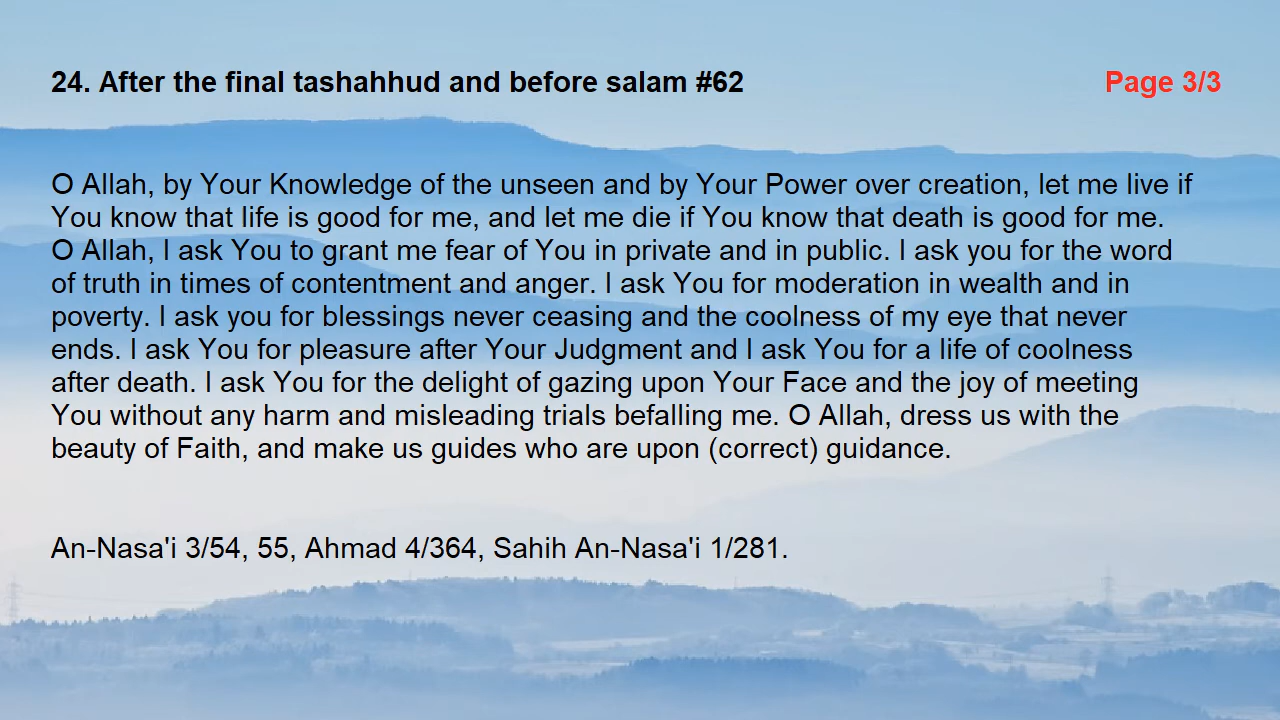 24. After the final tashahhud and before salam #62
Page 3/3
O Allah, by Your Knowledge of the unseen and by Your Power over creation, let me live if
You know that life is good for me, and let me die if You know that death is good for me.
O Allah, I ask You to grant me fear of You in private and in public. I ask you for the word
of truth in times of contentment and anger. I ask You for moderation in wealth and in
poverty. I ask you for blessings never ceasing and the coolness of my eye that never
ends. I ask You for pleasure after Your Judgment and I ask You for a life of coolness
after death. I ask You for the delight of gazing upon Your Face and the joy of meeting
You without any harm and misleading trials befalling me. O Allah, dress us with the
beauty of Faith, and make us guides who are upon (correct) guidance.
An-Nasa'i 3/54, 55, Ahmad 4/364, Sahih An-Nasa'i 1/281.